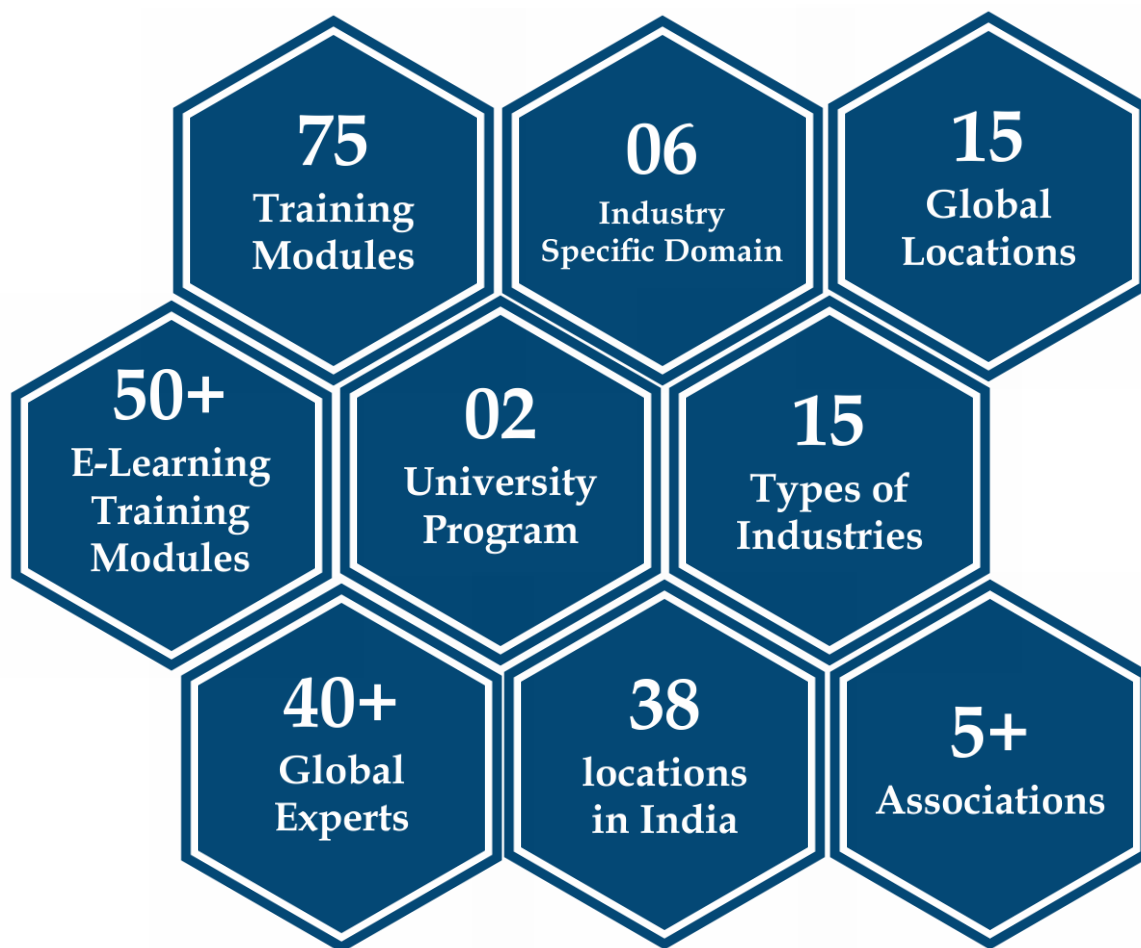 75
Training
Modules
06
Industry
Specific Domain
15
Global
Locations
50+
E-Learning
Training
Modules
02
University
Program
15
Types of
Industries
40+
Global
Experts
38
locations
in India
5+
Associations